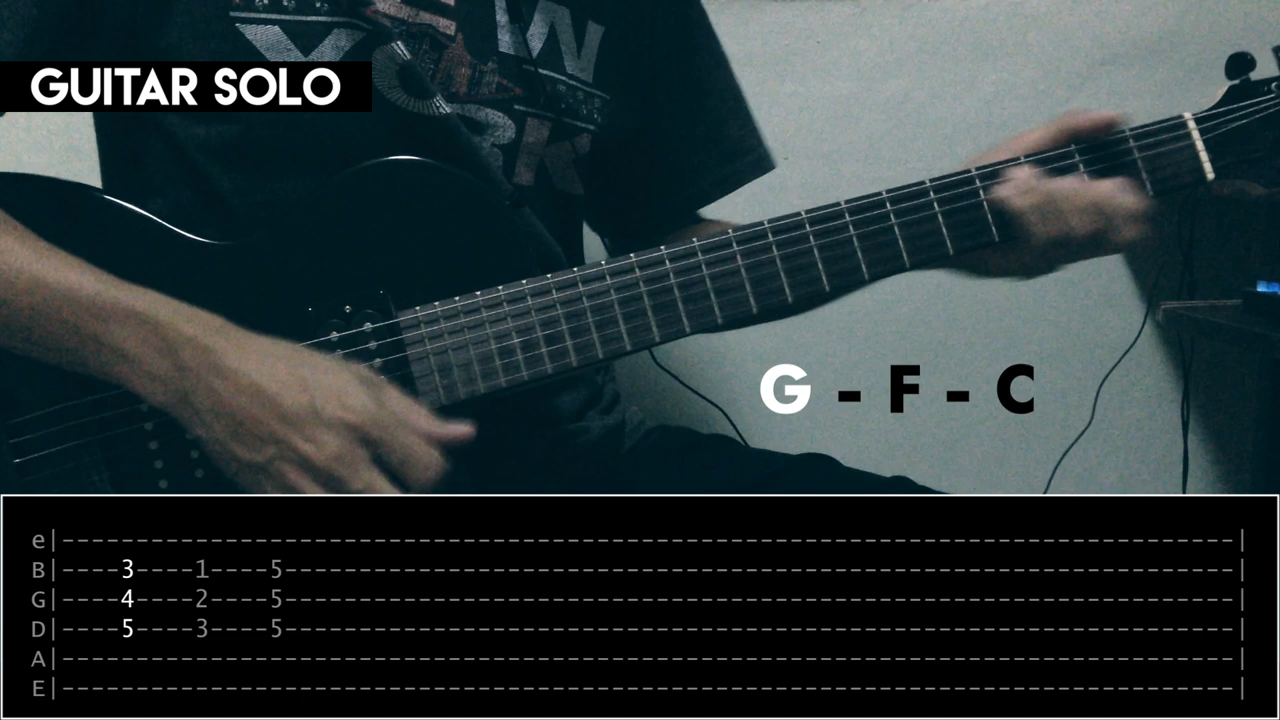 GUITAR SOLO
G - F - C
e|-------------------------------------------------------------------------------|
B|----3----1----5----------------------------------------------------------------|
G|----4----2----5----------------------------------------------------------------|
D|----5----3----5----------------------------------------------------------------|
A|-------------------------------------------------------------------------------|
E|-------------------------------------------------------------------------------|